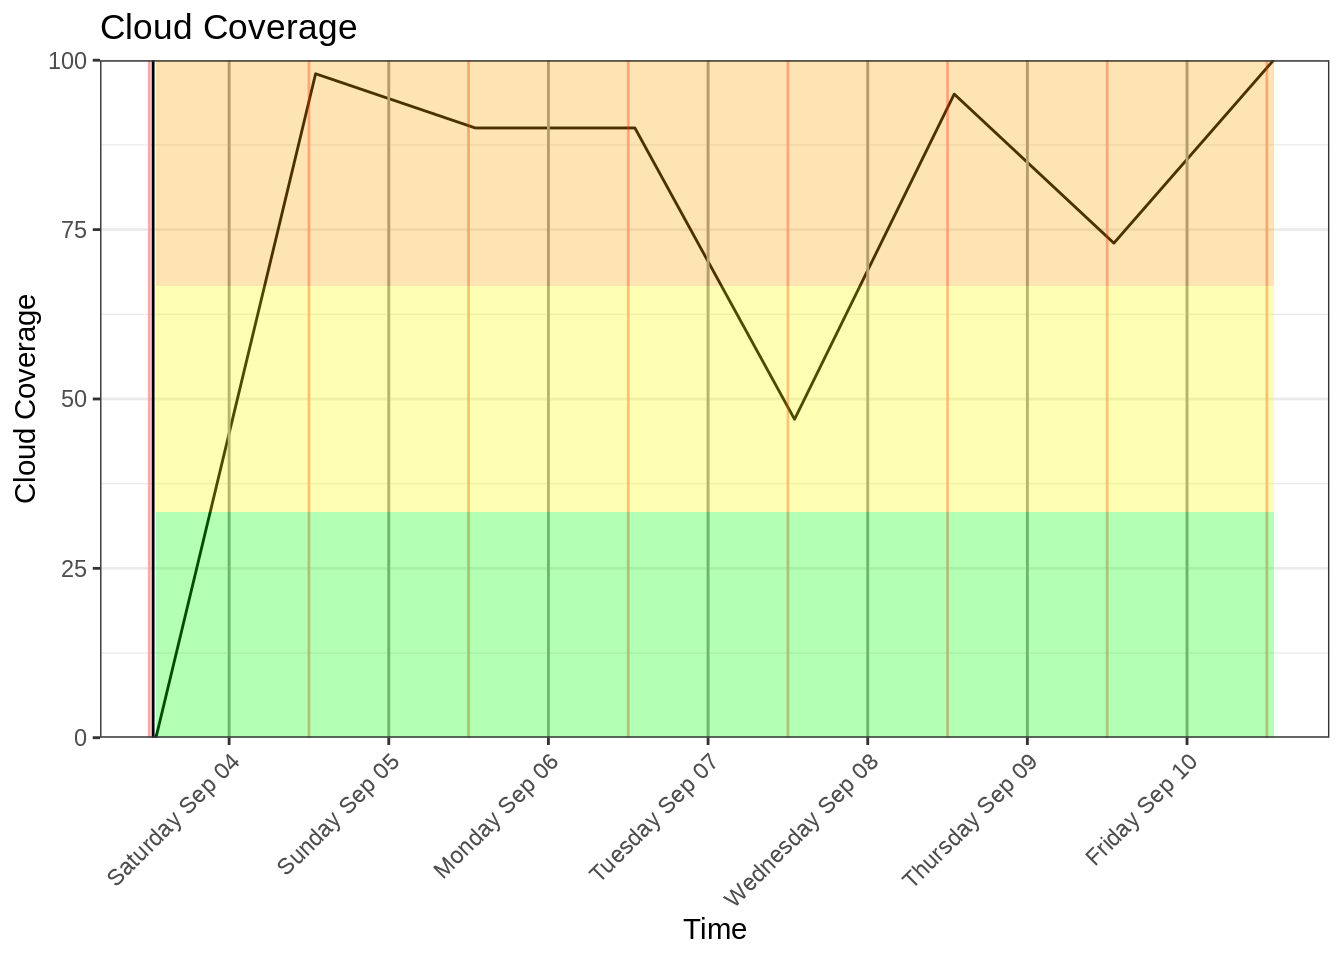 Cloud Coverage
100
75
50
25
0
Cloud Coverage
Saturday Sep 04
Sunday Sep 05
Monday Sep 06
Tuesday Sep 07
Wednesday Sep 08
Thursday Sep 09
Friday Sep 10
Time